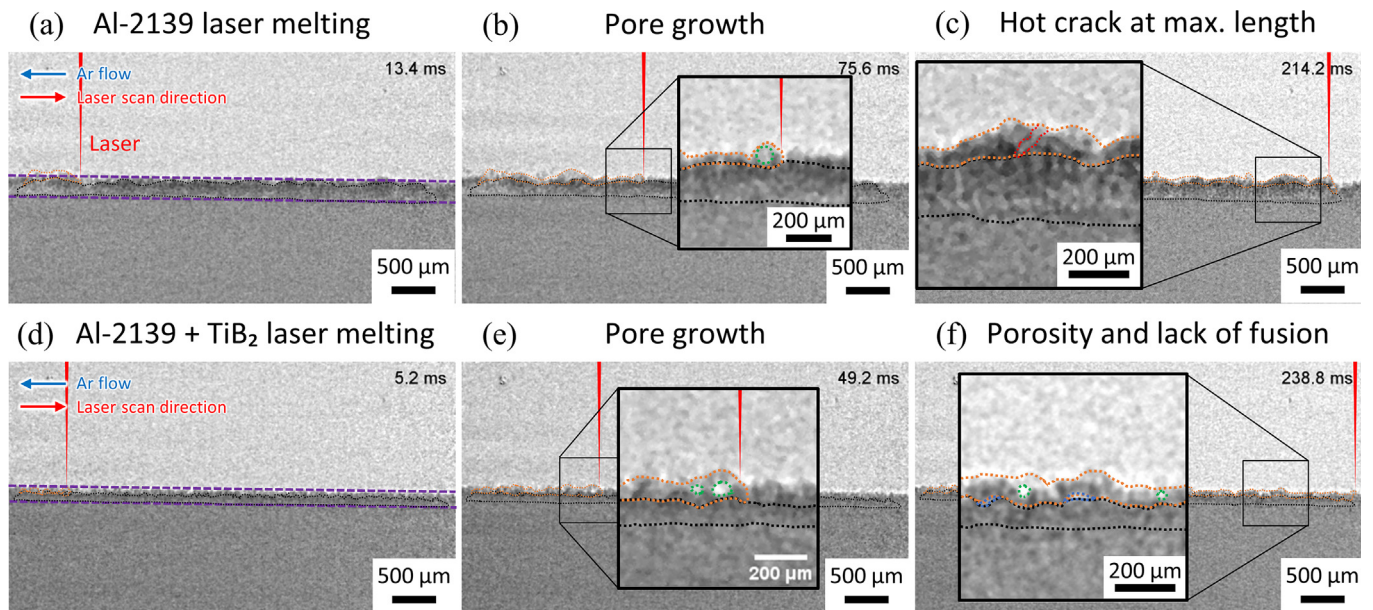 (a) Al-2139 laser melting
Ar flow
Laser scan direction
13.4 ms
Laser
500 µm
(b) Pore growth
75.6 ms
200 µm
500 µm
(c) Hot crack at max. length
214.2 ms
200 µm
500 µm
(d) Al-2139 + TiB₂ laser melting
Ar flow
Laser scan direction
5.2 ms
500 µm
(e) Pore growth
49.2 ms
200 µm
500 µm
(f) Porosity and lack of fusion
238.8 ms
200 µm
500 µm